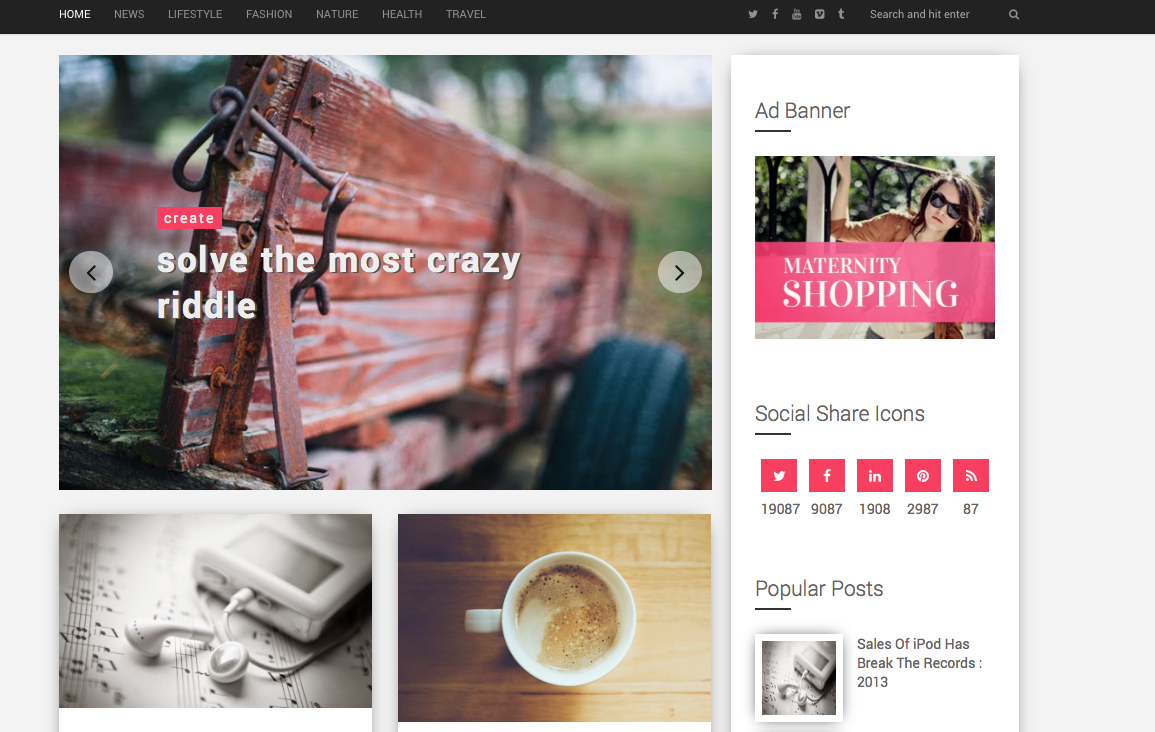 HOME NEWS LIFESTYLE FASHION NATURE HEALTH TRAVEL Search and hit enter
create
solve the most crazy
riddle
Ad Banner
MATERNITY
SHOPPING
Social Share Icons
19087 9087 1908 2987 87
Popular Posts
Sales Of iPod Has
Break The Records :
2013